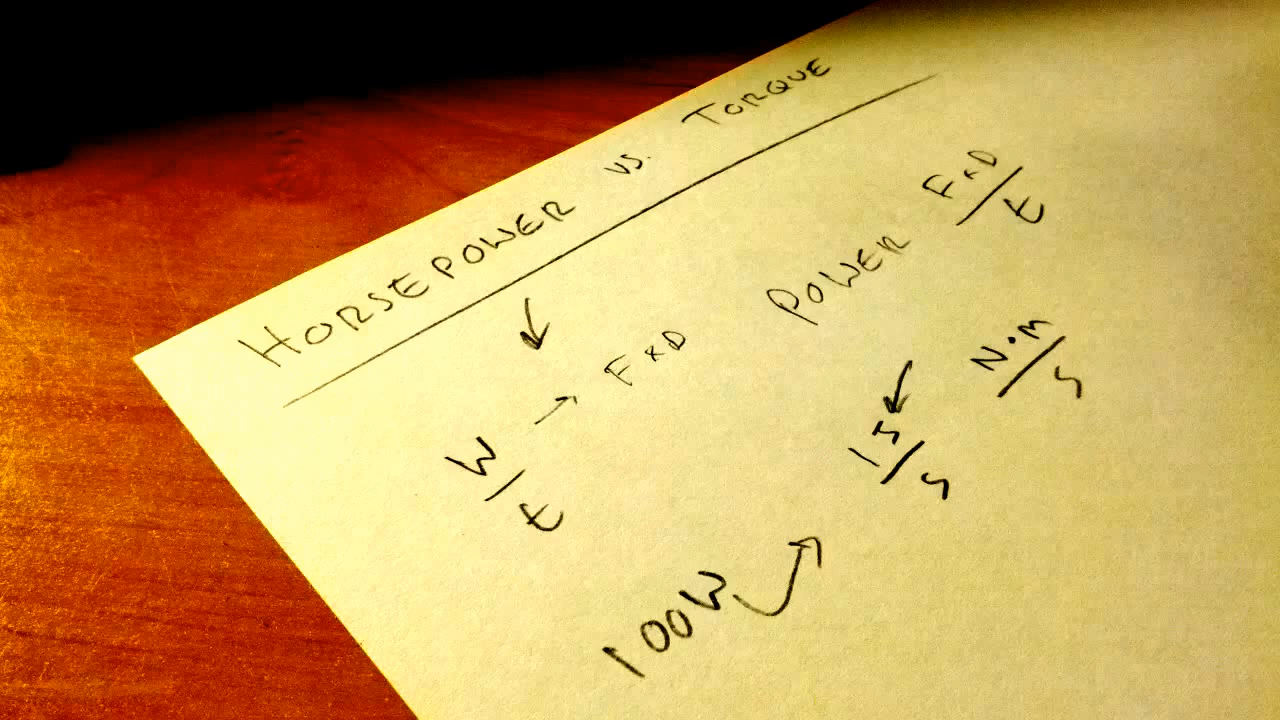 HORSEPOWER vs. TORQUE
W/t → F×D
POWER F×D/t
N·M/S
1J/S
100W